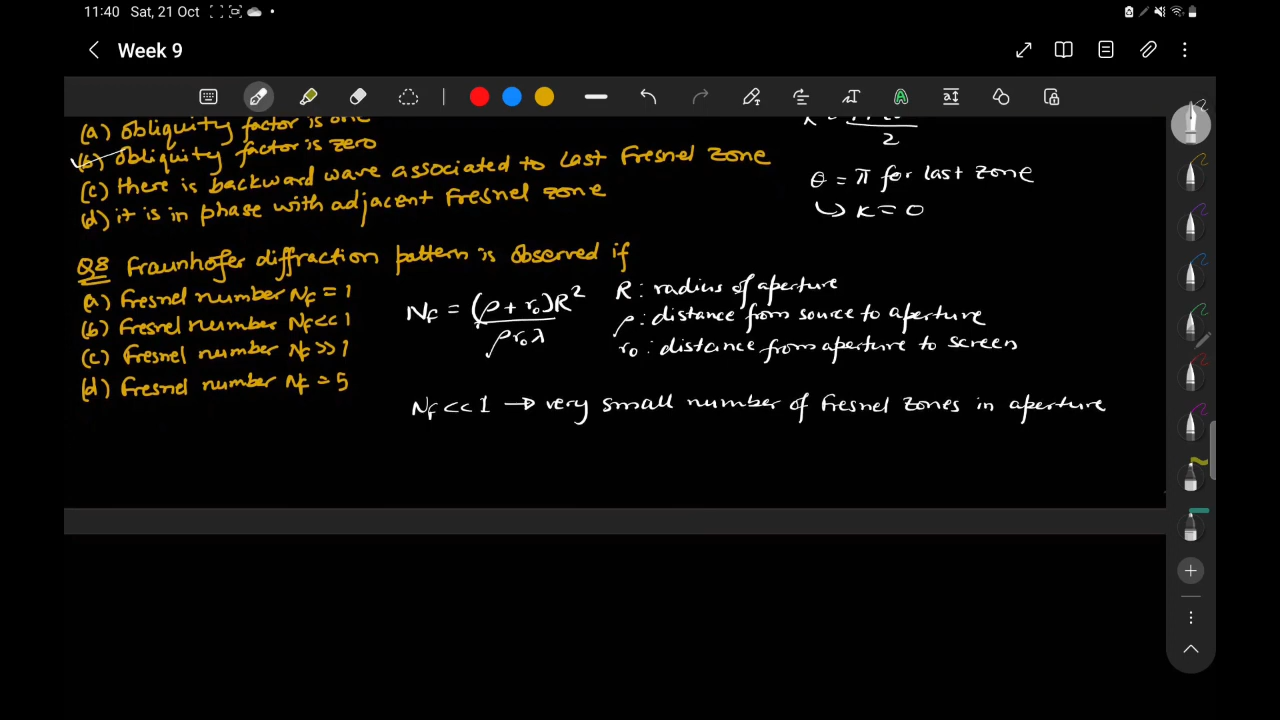 11:40 Sat, 21 Oct
Week 9
(a) obliquity factor is one
(b) obliquity factor is zero
(c) there is backward wave associated to last Fresnel zone
(d) it is in phase with adjacent Fresnel zone
2
θ = π for last zone
↳ K = 0
Q8 Fraunhofer diffraction pattern is observed if
(a) Fresnel number NF = 1
(b) Fresnel number NF << 1
(c) Fresnel number NF >> 1
(d) Fresnel number NF = 5
NF = (ρ + r₀)R² / ρr₀λ
R : radius of aperture
ρ : distance from source to aperture
r₀ : distance from aperture to screen
NF << 1 → very small number of Fresnel zones in aperture